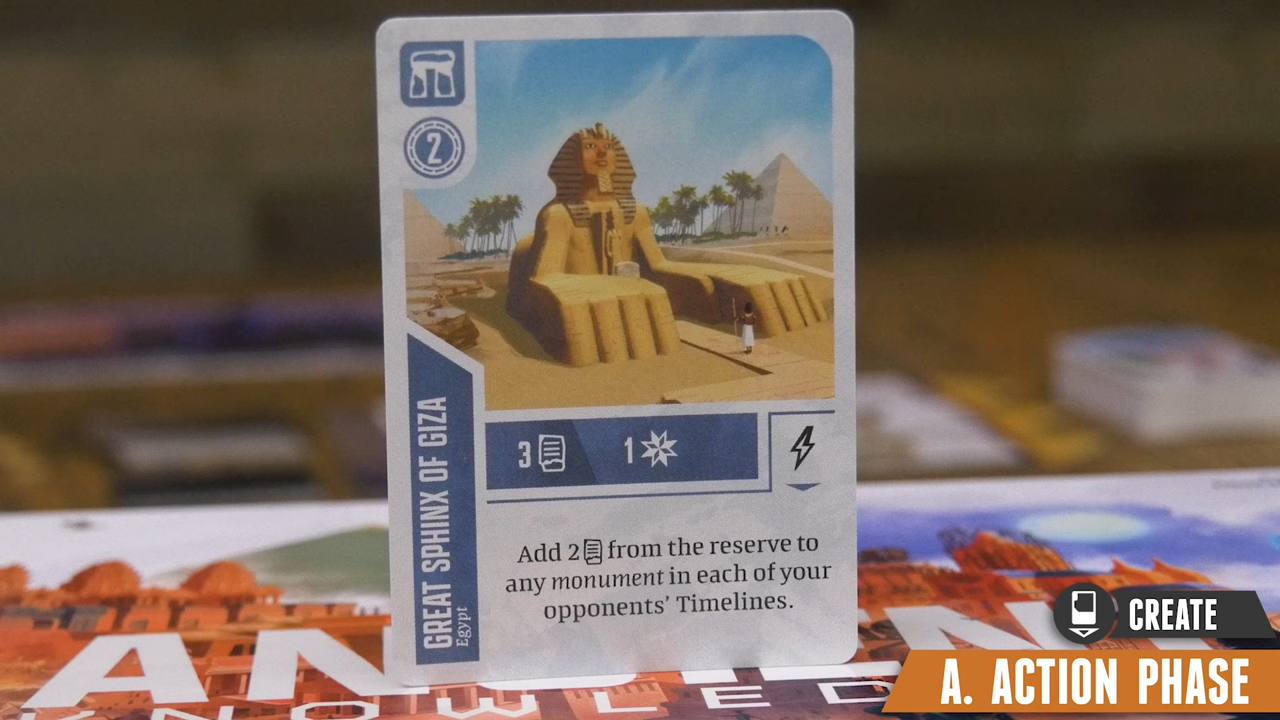 2
GREAT SPHINX OF GIZA
Egypt
3
1
Add 2 from the reserve to
any monument in each of your
opponents' Timelines.
CREATE
A. ACTION PHASE